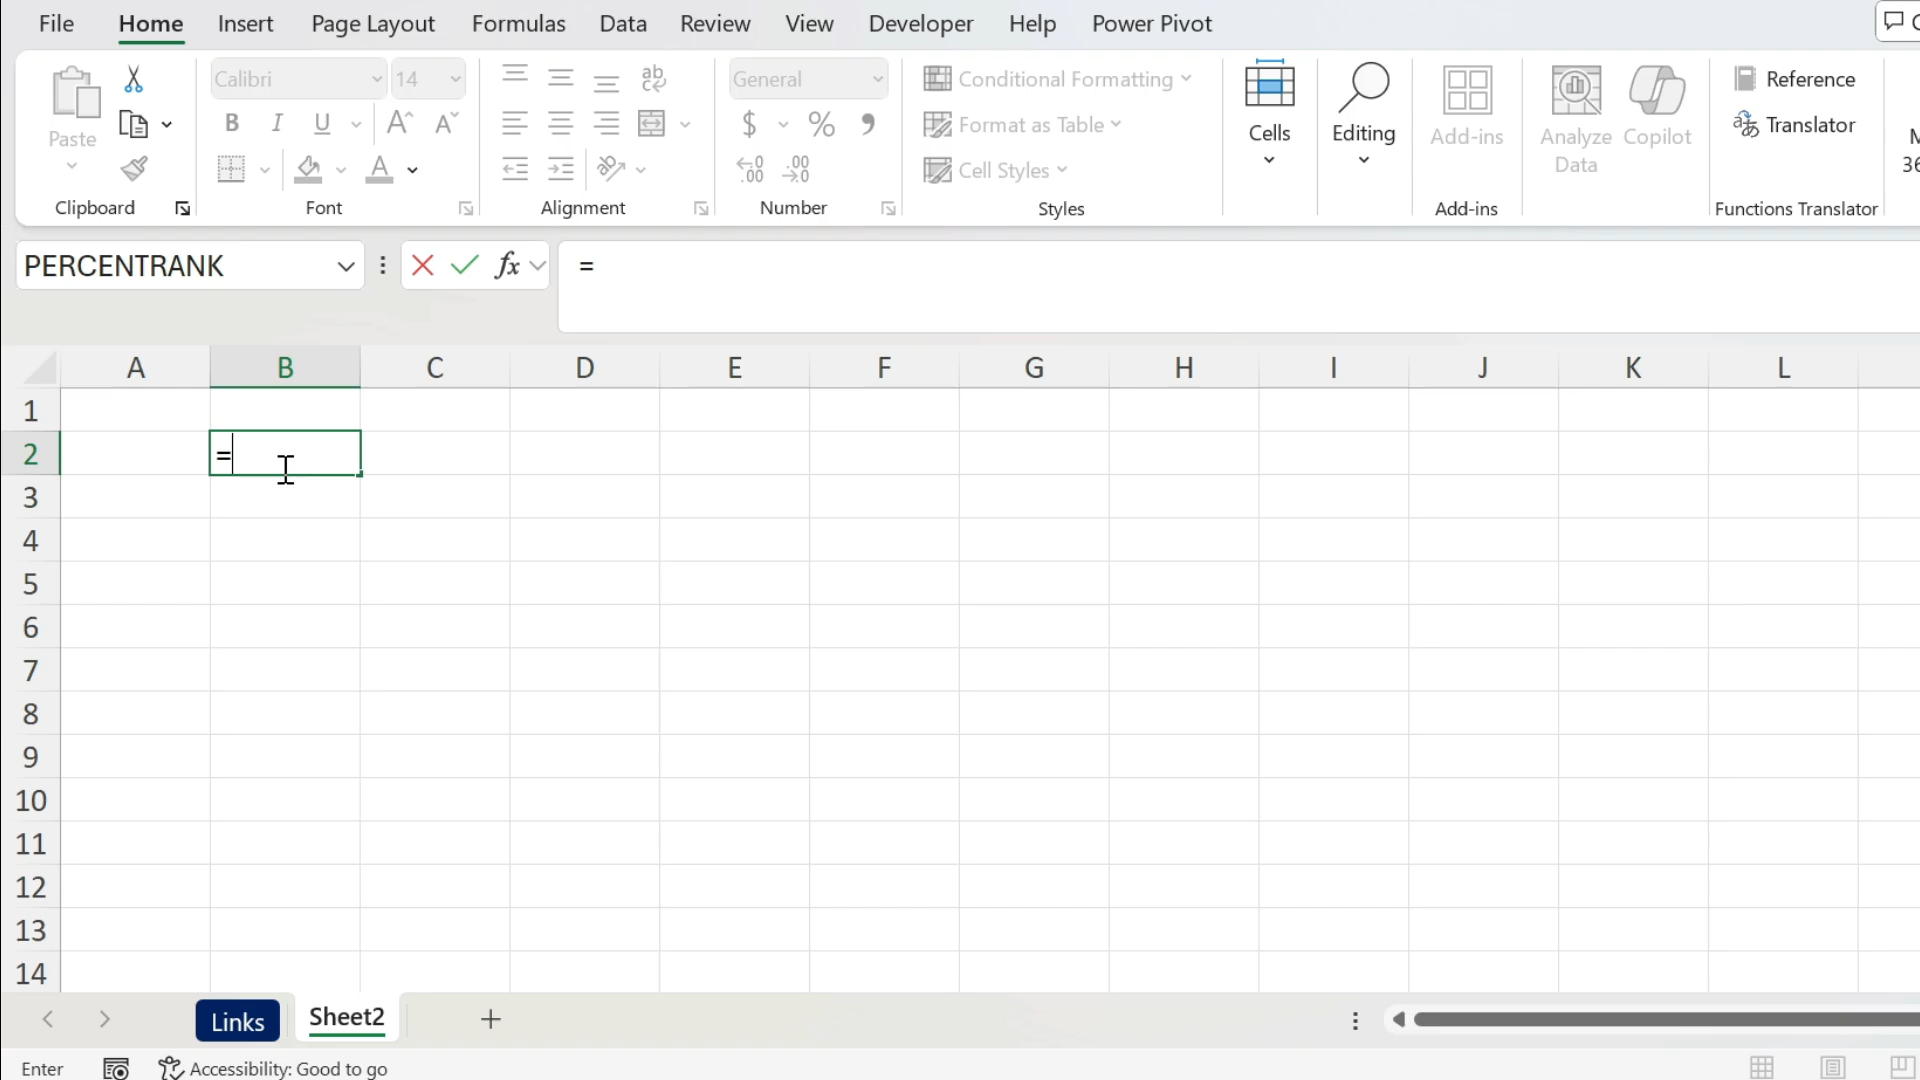 File Home Insert Page Layout Formulas Data Review View Developer Help Power Pivot
Paste
Calibri 14
General
Conditional Formatting
Format as Table
Cell Styles
Cells
Editing
Add-ins
Analyze Data
Copilot
Reference
Translator
Clipboard Font Alignment Number Styles Add-ins Functions Translator
PERCENTRANK fx =
A B C D E F G H I J K L
1
2 =
3
4
5
6
7
8
9
10
11
12
13
14
Links Sheet2
Enter Accessibility: Good to go